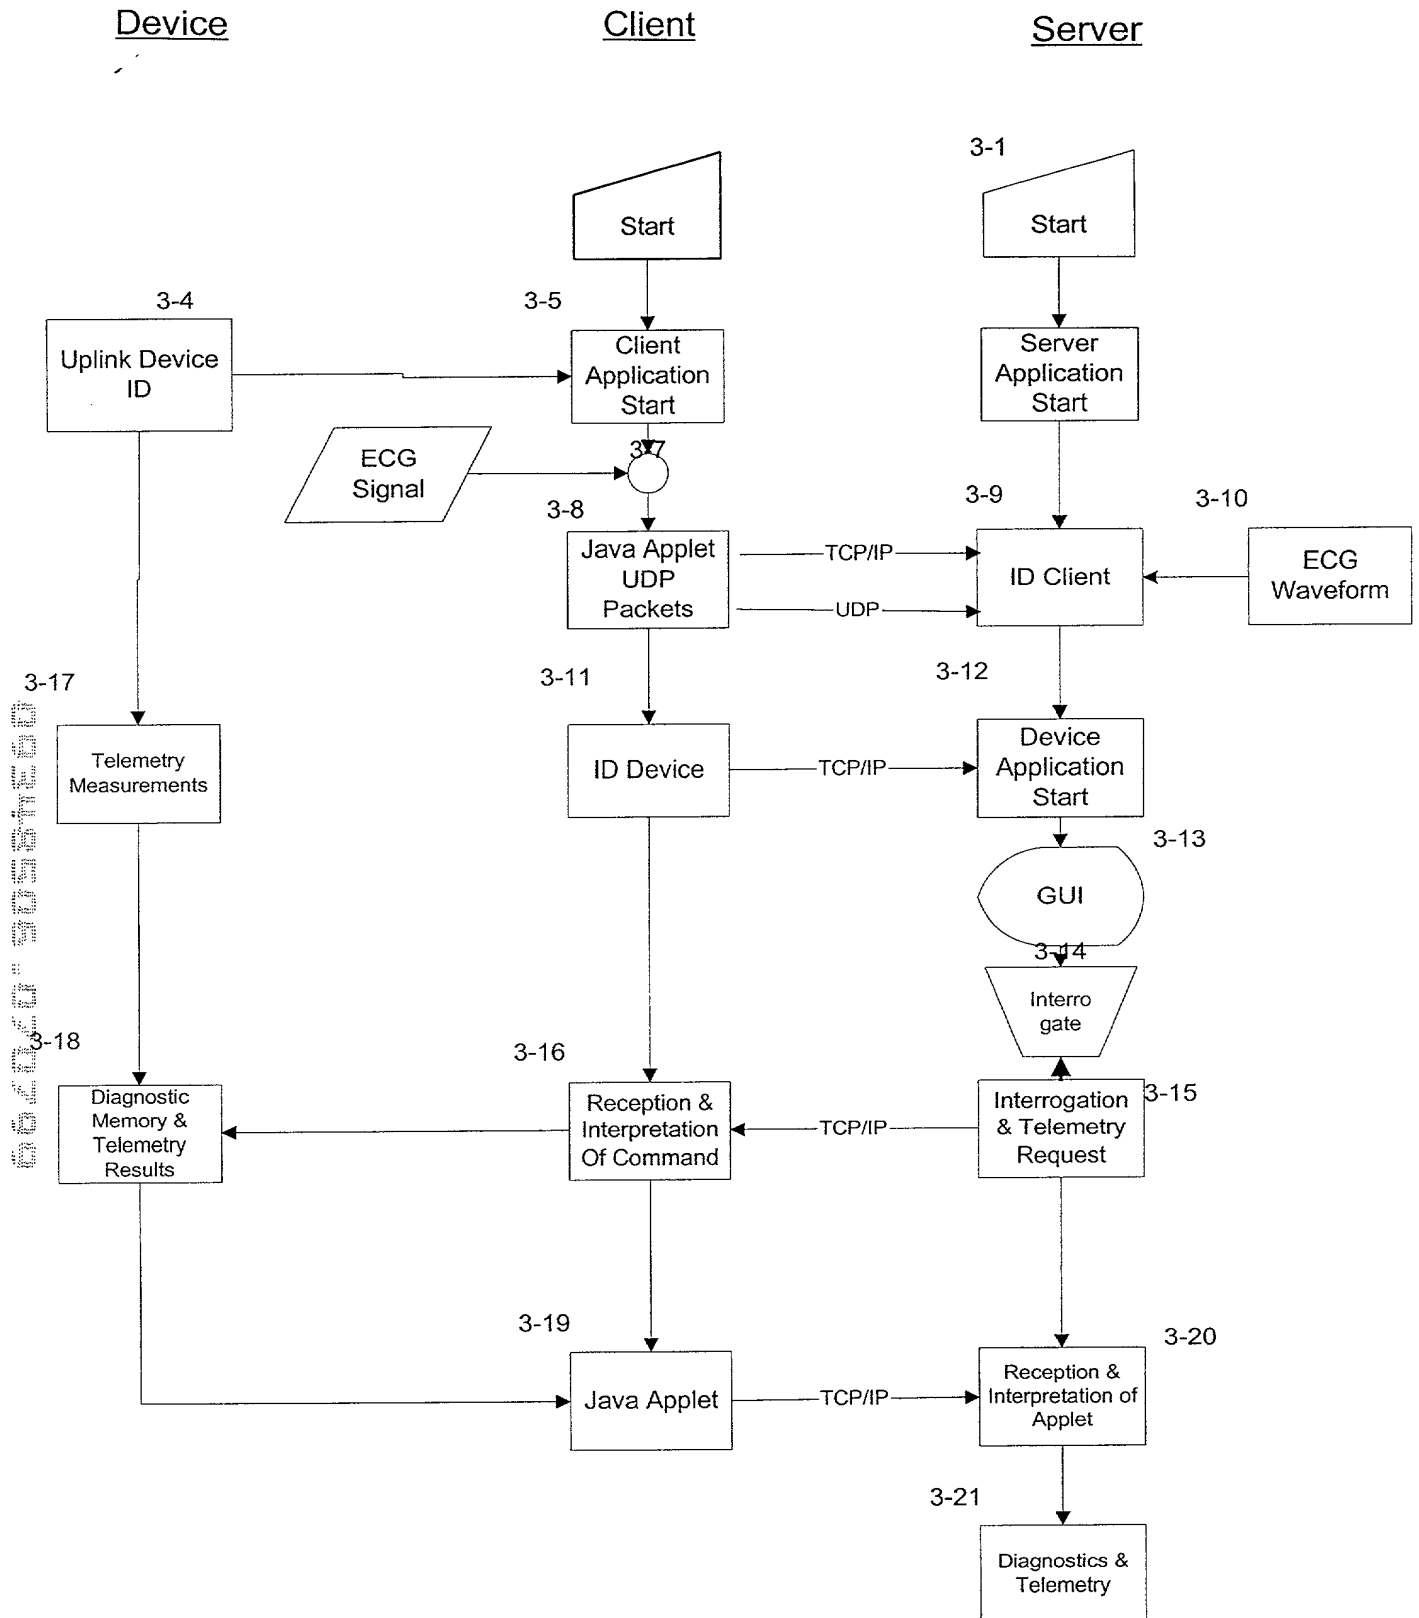 Device
Client
Server
3-1
Start
Start
3-4
3-5
Uplink Device
ID
Client
Application
Start
Server
Application
Start
ECG
Signal
3-7
3-8
3-9
3-10
Java Applet
UDP
Packets
TCP/IP
UDP
ID Client
ECG
Waveform
3-17
3-11
3-12
Telemetry
Measurements
ID Device
TCP/IP
Device
Application
Start
3-13
GUI
3-14
Interro
gate
3-18
3-16
3-15
Diagnostic
Memory &
Telemetry
Results
Reception &
Interpretation
Of Command
TCP/IP
Interrogation
& Telemetry
Request
3-19
3-20
Java Applet
TCP/IP
Reception &
Interpretation of
Applet
3-21
Diagnostics &
Telemetry